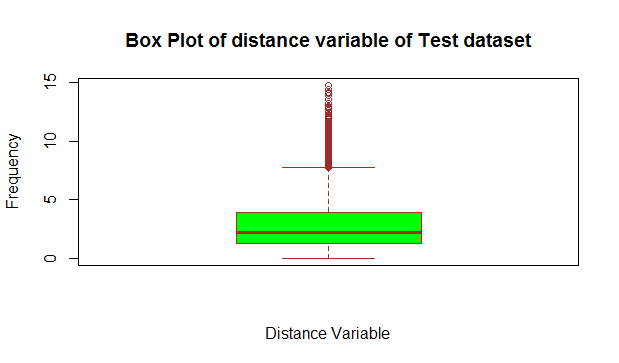 Box Plot of distance variable of Test dataset
Frequency
15
10
5
0
Distance Variable